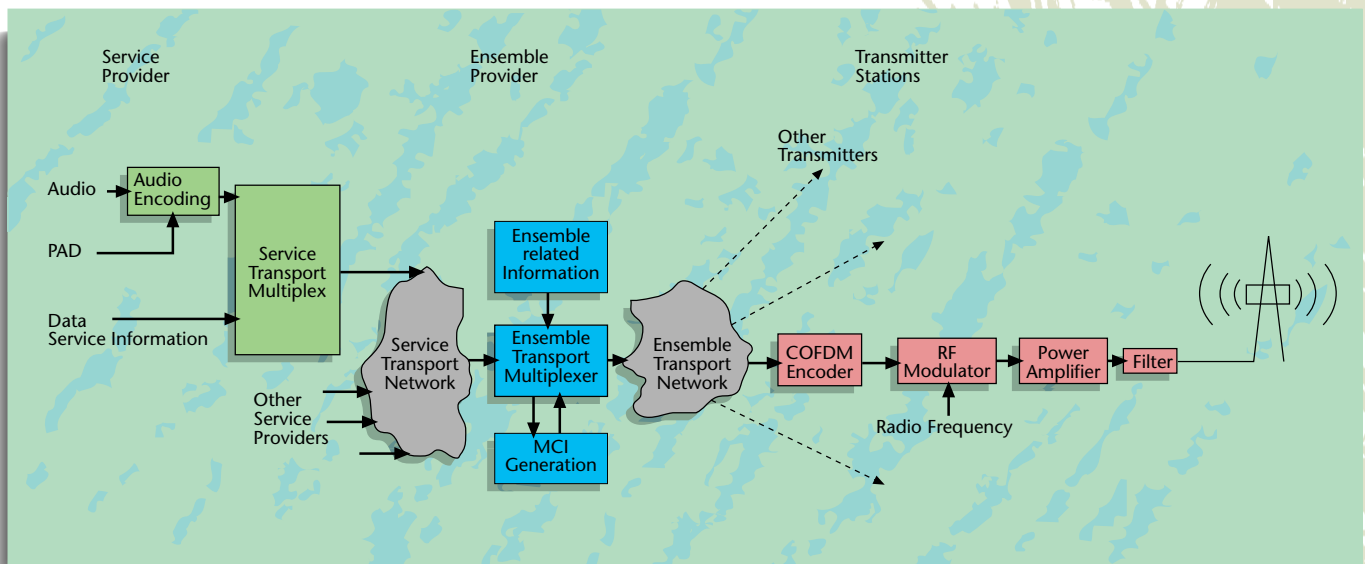 Service
Provider
Ensemble
Provider
Transmitter
Stations
Other
Transmitters
Audio
Audio
Encoding
PAD
Service
Transport
Multiplex
Data
Service Information
Ensemble
related
Information
Service
Transport
Network
Ensemble
Transport
Multiplexer
Ensemble
Transport
Network
COFDM
Encoder
RF
Modulator
Power
Amplifier
Filter
Other
Service
Providers
Radio Frequency
MCI
Generation